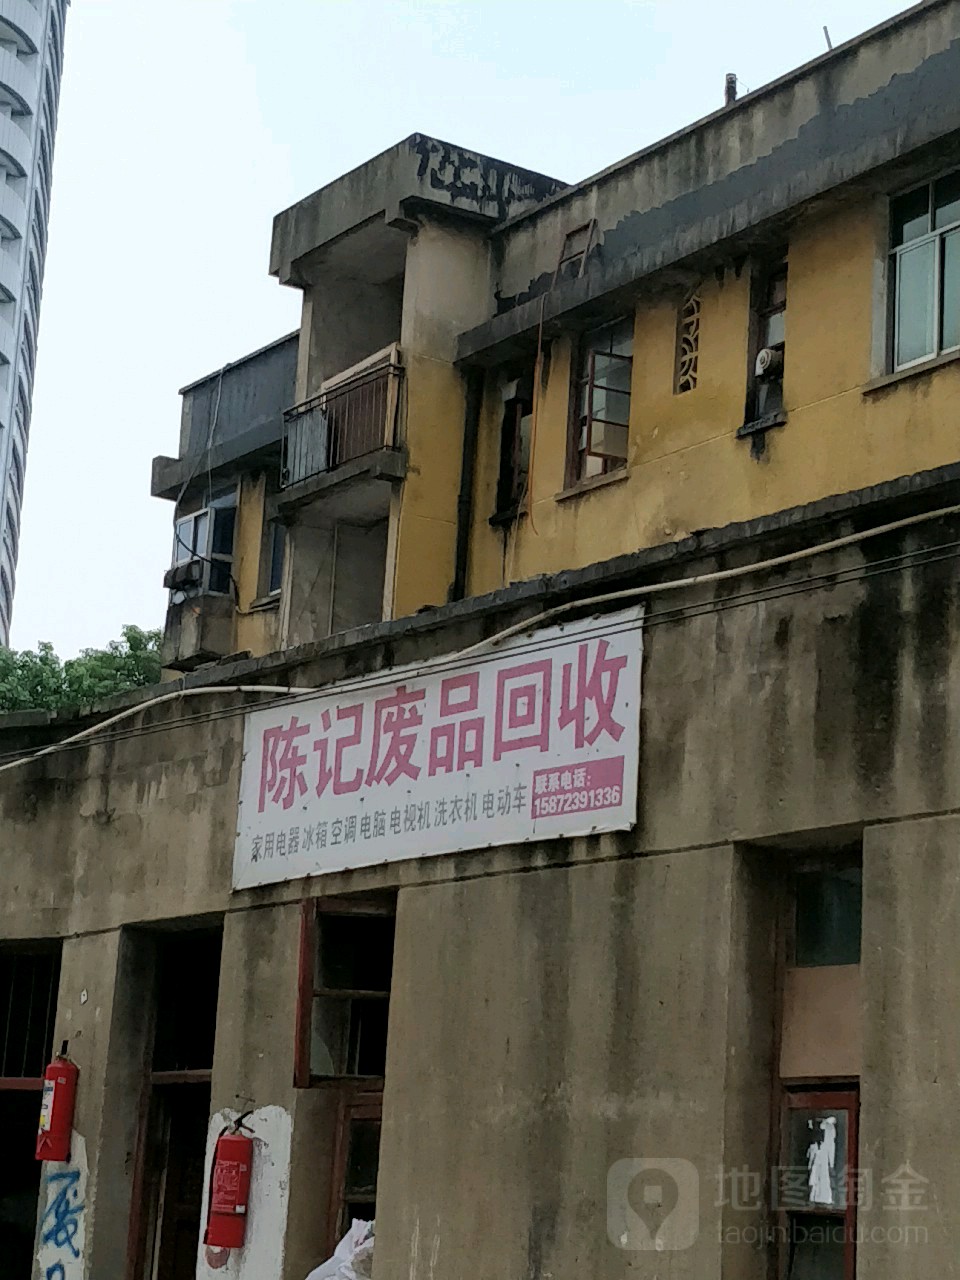 陈记废品回收
家用电器 冰箱 空调 电脑 电视机 洗衣机 电动车
联系电话：
15872391336
废
地图淘金
taojin.baidu.com